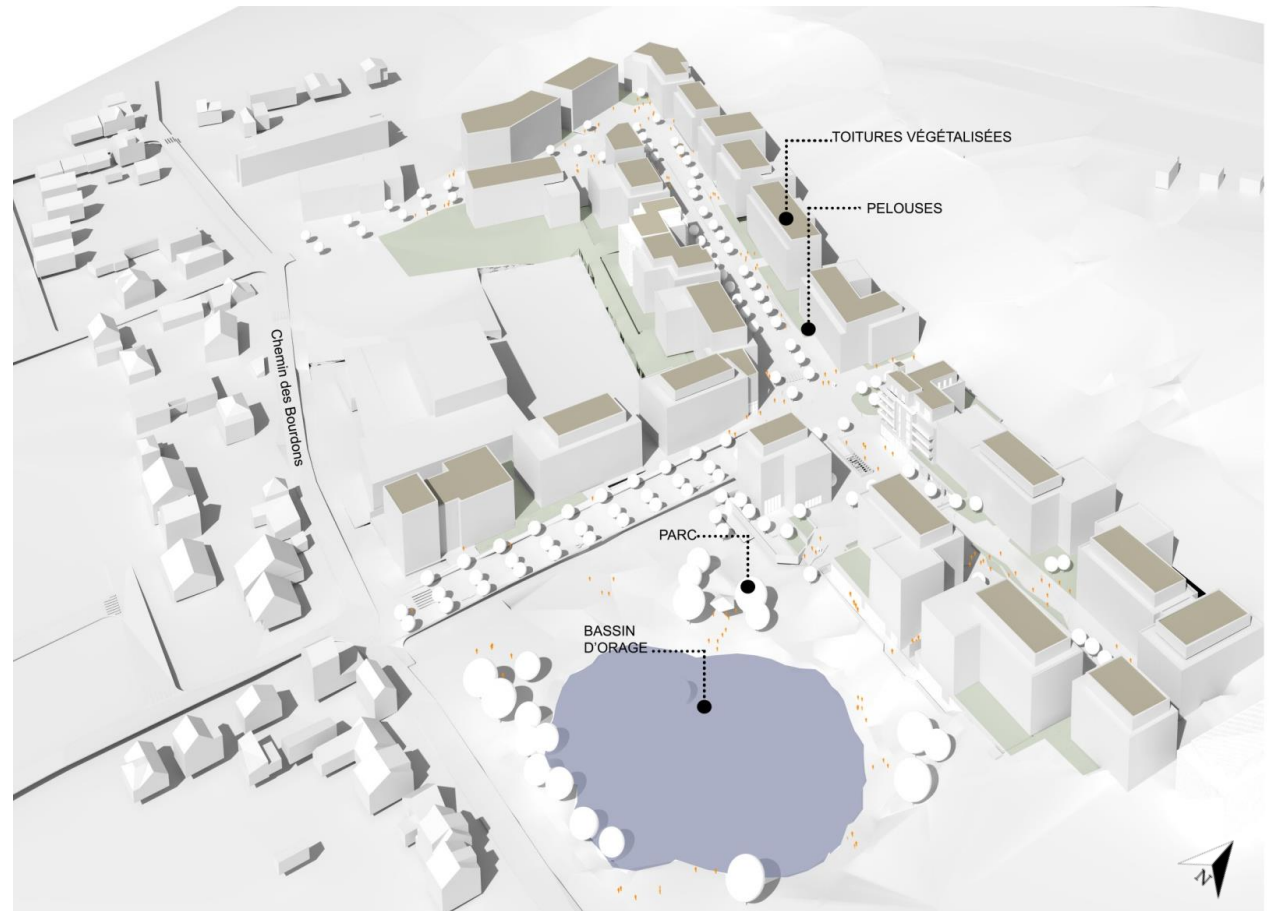 TOITURES VÉGÉTALISÉES
PELOUSES
Chemin des Bourdons
PARC
BASSIN
D'ORAGE
N